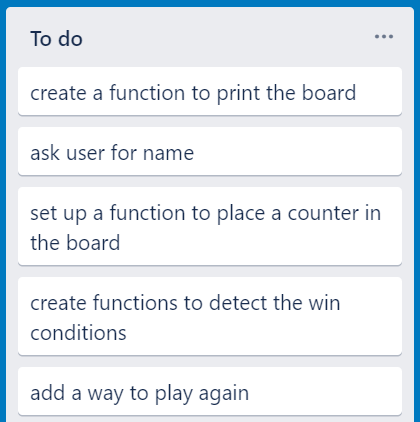 To do
create a function to print the board
ask user for name
set up a function to place a counter in
the board
create functions to detect the win
conditions
add a way to play again